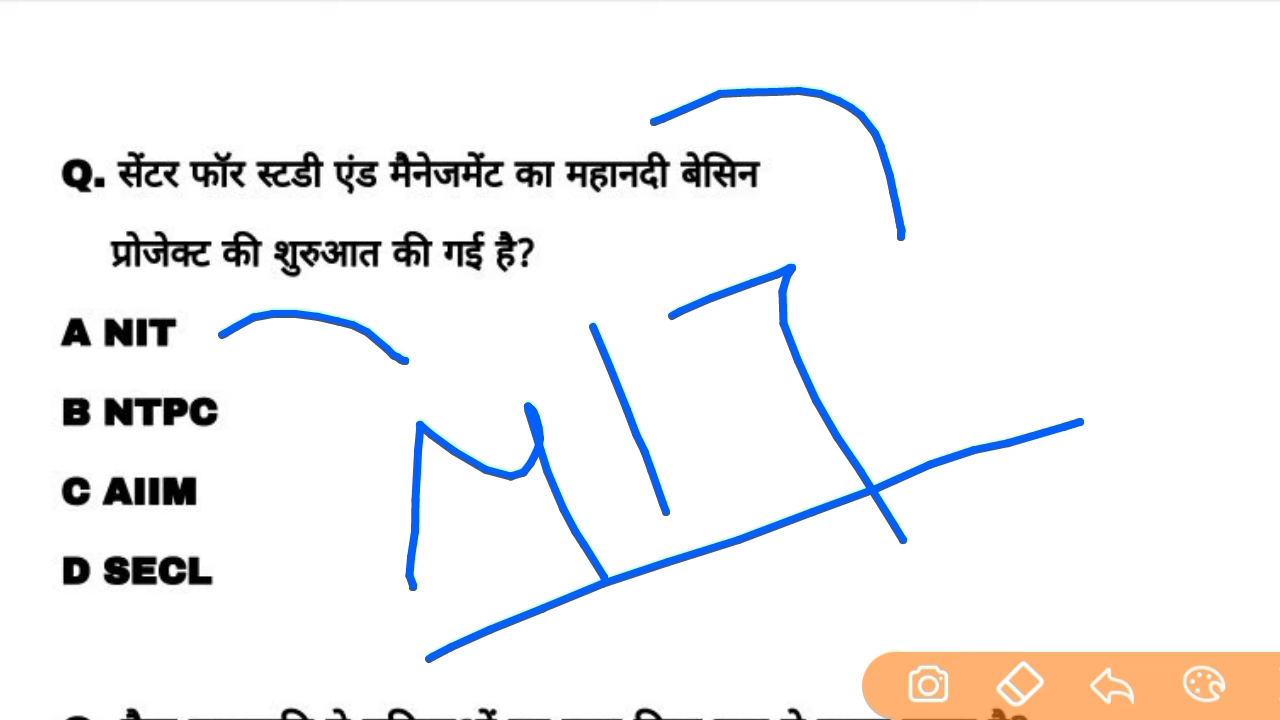 Q. सेंटर फॉर स्टडी एंड मैनेजमेंट का महानदी बेसिन
प्रोजेक्ट की शुरुआत की गई है?
A NIT
B NTPC
C AIIM
D SECL
NIT